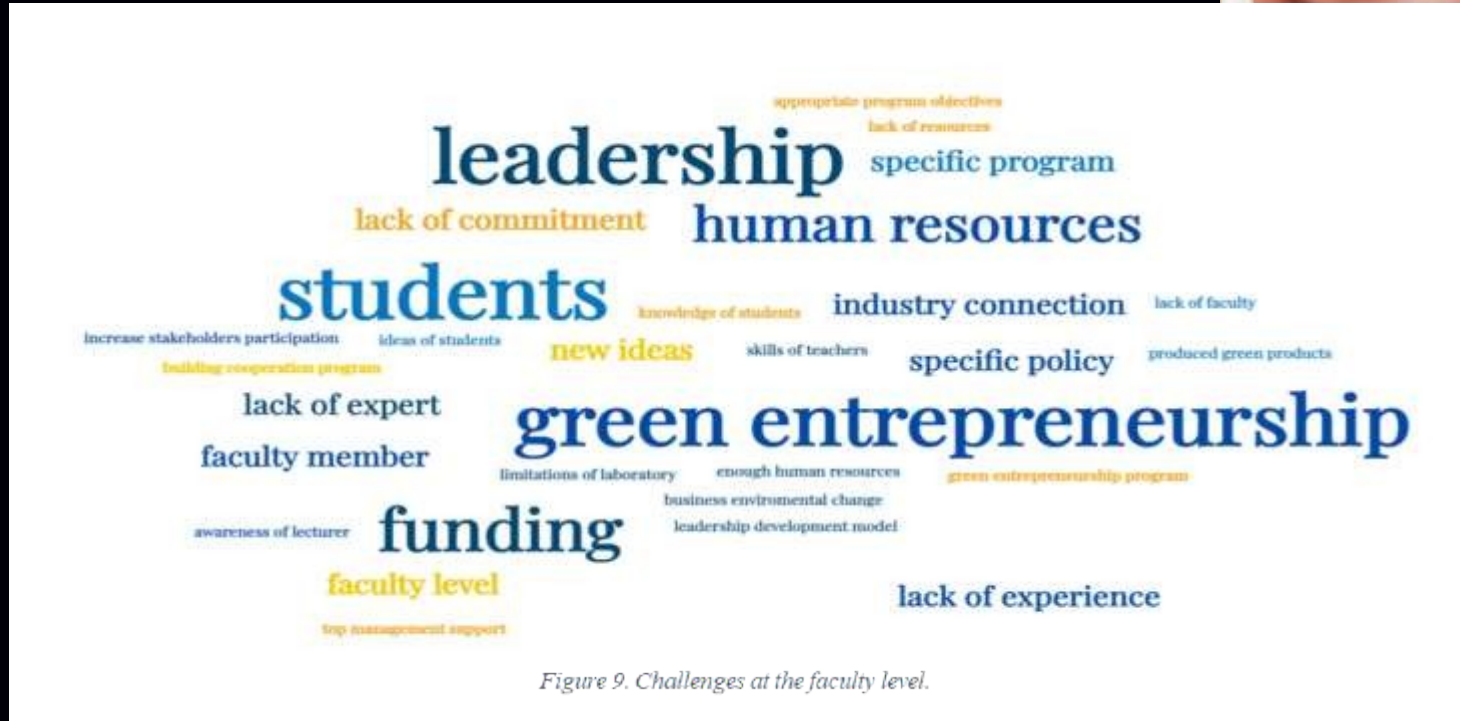 appropriate program objectives
lack of resources
leadership
specific program
lack of commitment
human resources
students
knowledge of students
industry connection
lack of faculty
increase stakeholders participation
ideas of students
new ideas
skills of teachers
specific policy
produced green products
building cooperation program
lack of expert
green entrepreneurship
faculty member
limitations of laboratory
enough human resources
green entrepreneurship program
business enviromental change
awareness of lecturer
funding
leadership development model
faculty level
lack of experience
top management support
Figure 9. Challenges at the faculty level.